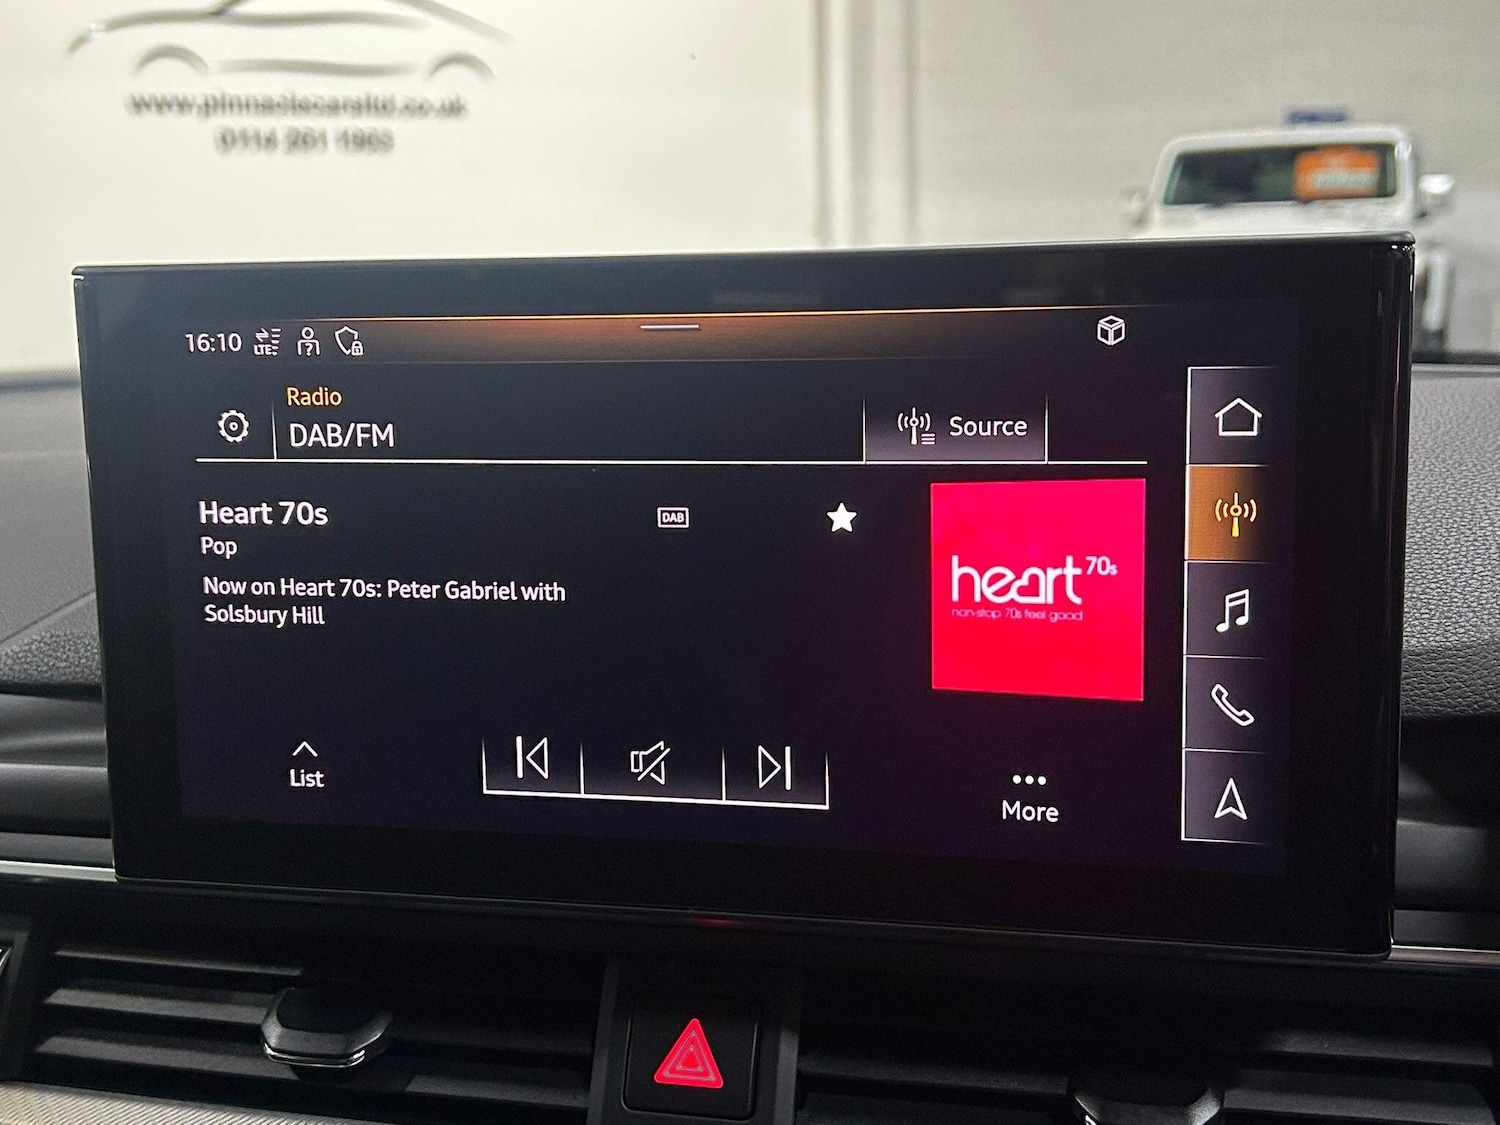 www.pinnaclecarsltd.co.uk
0114 261 1963
16:10
LTE
Radio
DAB/FM
Source
Heart 70s
DAB
Pop
Now on Heart 70s: Peter Gabriel with
Solsbury Hill
heart 70s
non-stop 70s feel good
List
More